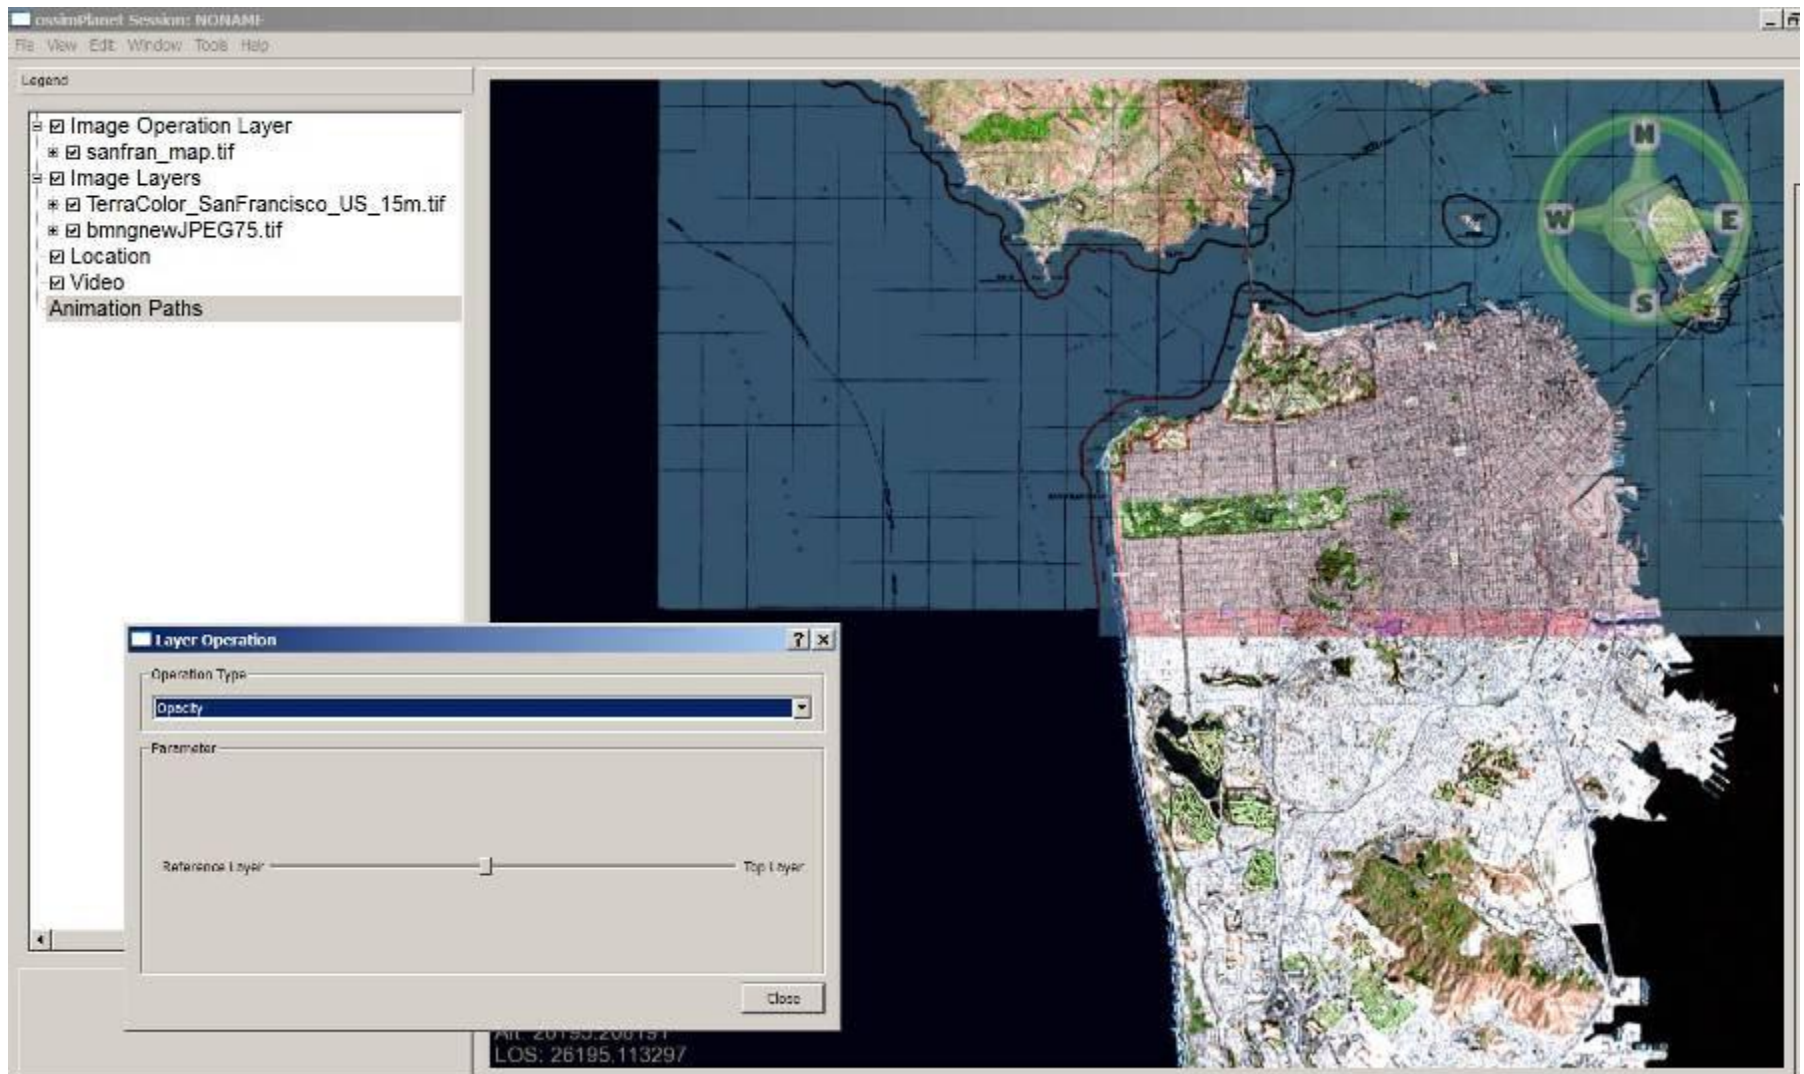 ossimPlanet Session: NONAME
File View Edit Window Tools Help
Legend
Image Operation Layer
sanfran_map.tif
Image Layers
TerraColor_SanFrancisco_US_15m.tif
bmngnewJPEG75.tif
Location
Video
Animation Paths
N
W
E
S
Layer Operation
Operation Type
Opacity
Parameter
Reference Layer
Top Layer
Close
LOS: 26195.113297